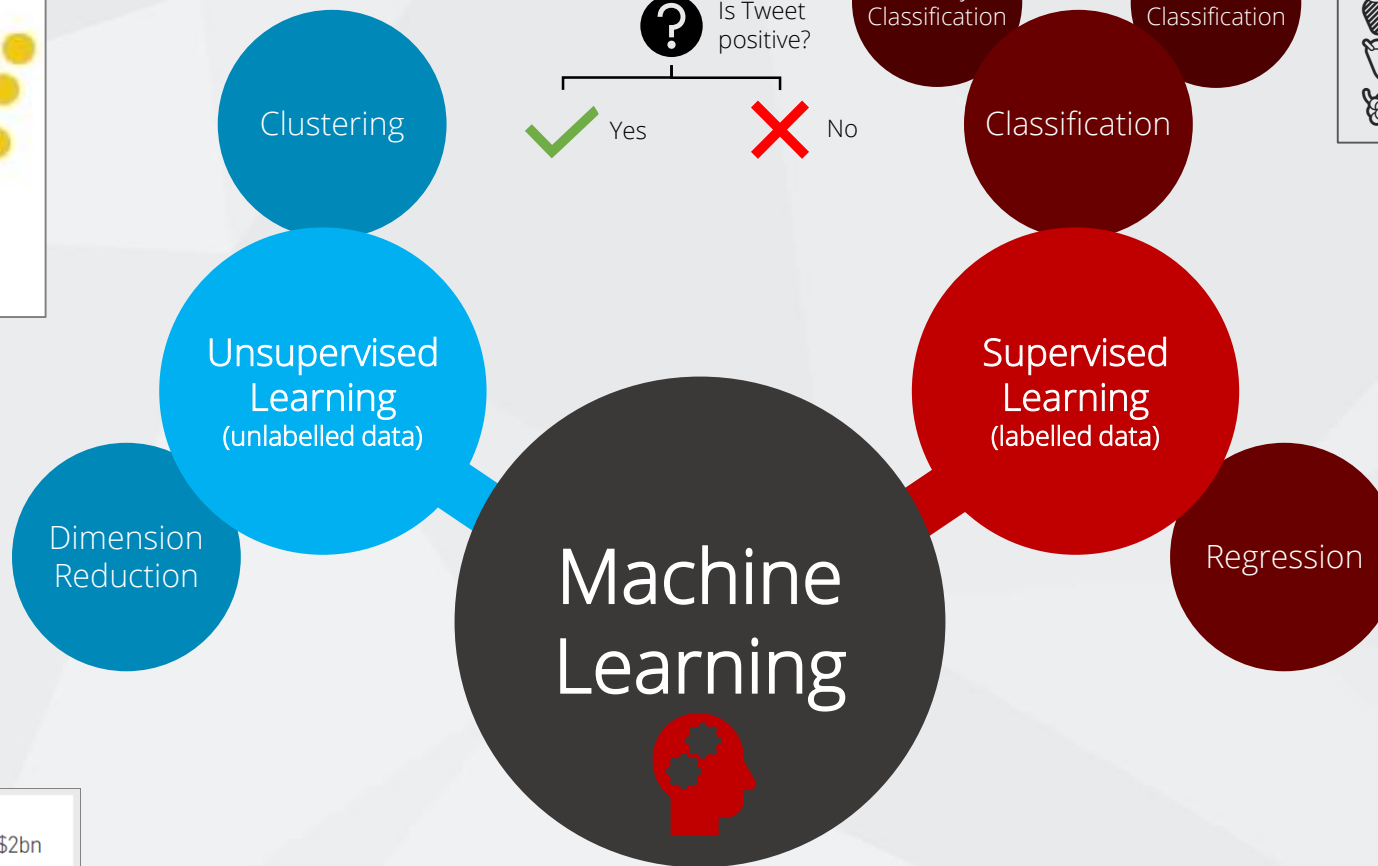 Is Tweet
positive?
Yes
No
Classification
Classification
Clustering
Classification
Unsupervised
Learning
(unlabelled data)
Supervised
Learning
(labelled data)
Dimension
Reduction
Regression
Machine
Learning
$2bn